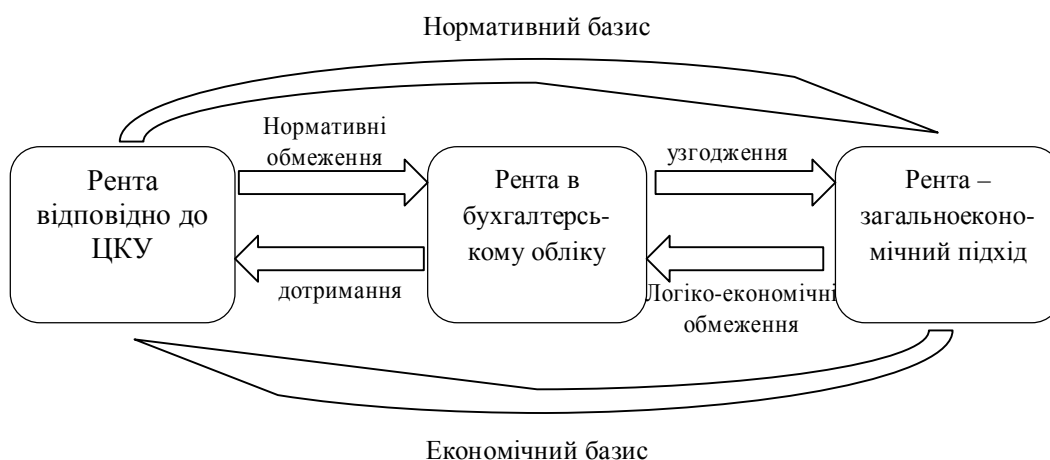 Нормативний базис
Нормативні
обмеження
узгодження
Рента
відповідно до
ЦКУ
Рента в
бухгалтерсь-
кому обліку
Рента –
загальноеконо-
мічний підхід
дотримання
Логіко-економічні
обмеження
Економічний базис